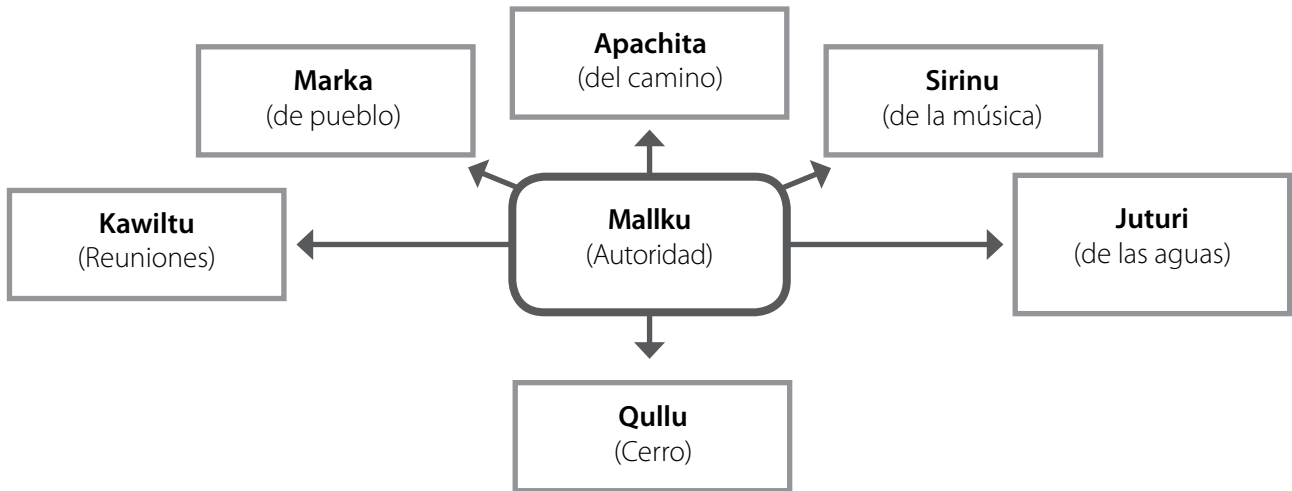 Apachita
(del camino)
Marka
(de pueblo)
Sirinu
(de la música)
Kawiltu
(Reuniones)
Mallku
(Autoridad)
Juturi
(de las aguas)
Qullu
(Cerro)